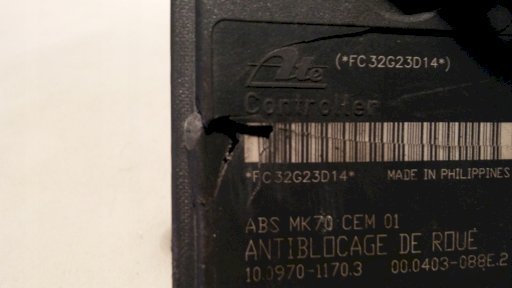 Ate (*FC32G23D14*)
Controller
*FC32G23D14* MADE IN PHILIPPINES
ABS MK70 CEM 01
ANTIBLOCAGE DE ROUE
10.0970-1170.3 00.0403-088E.2